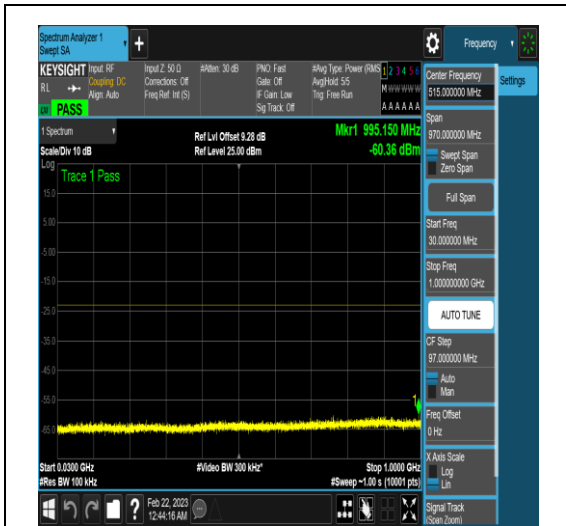 Spectrum Analyzer 1
Swept SA
+
Frequency
KEYSIGHT
RL
PASS
Input: RF
Coupling: DC
Align: Auto
Input Z: 50 Ω
Corrections: Off
Freq Ref: Int (S)
#Atten: 30 dB
PNO: Fast
Gate: Off
IF Gain: Low
Sig Track: Off
#Avg Type: Power (RMS
Avg|Hold: 5/5
Trig: Free Run
1 2 3 4 5 6
M W W W W W
A A A A A A
Center Frequency
515.000000 MHz
Settings
Span
970.000000 MHz
Swept Span
Zero Span
Full Span
Start Freq
30.000000 MHz
Stop Freq
1.000000000 GHz
AUTO TUNE
CF Step
97.000000 MHz
Auto
Man
Freq Offset
0 Hz
X Axis Scale
Log
Lin
Signal Track
(Span Zoom)
1 Spectrum
Scale/Div 10 dB
Ref Lvl Offset 9.28 dB
Ref Level 25.00 dBm
Mkr1 995.150 MHz
-60.36 dBm
Log
Trace 1 Pass
15.0
5.00
-5.00
-15.0
-25.0
-35.0
-45.0
-55.0
-65.0
1
Start 0.0300 GHz
#Res BW 100 kHz
#Video BW 300 kHz*
Stop 1.0000 GHz
#Sweep ~1.00 s (10001 pts)
?
Feb 22, 2023
12:44:16 AM